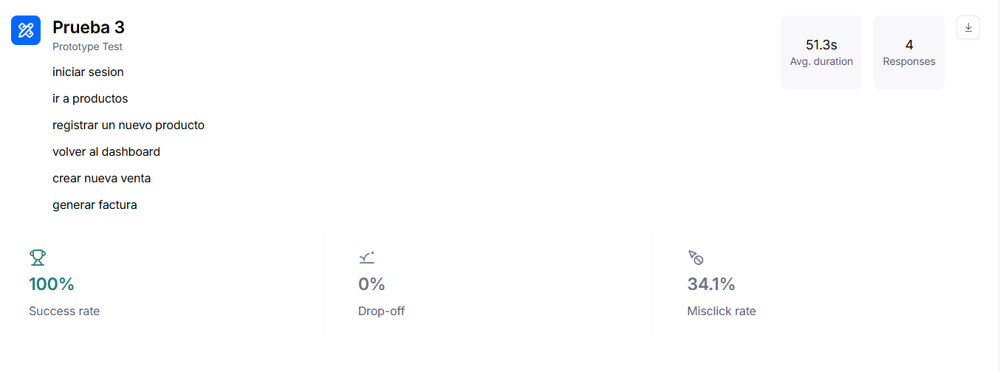 Prueba 3
Prototype Test
iniciar sesion
ir a productos
registrar un nuevo producto
volver al dashboard
crear nueva venta
generar factura
51.3s
Avg. duration
4
Responses
100%
Success rate
0%
Drop-off
34.1%
Misclick rate